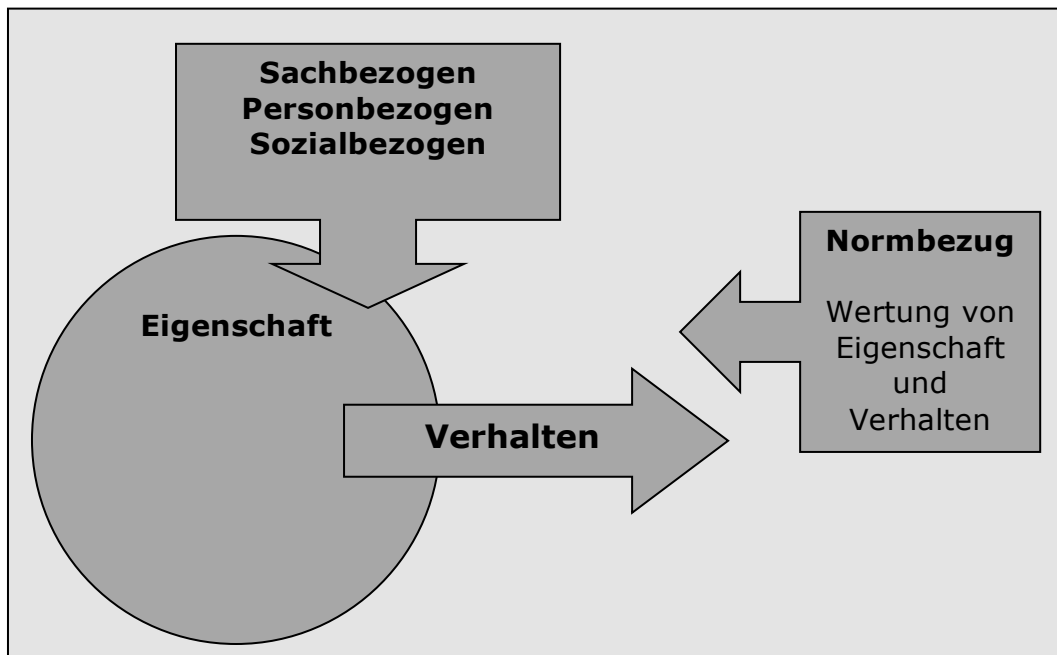 Sachbezogen
Personbezogen
Sozialbezogen
Eigenschaft
Verhalten
Normbezug
Wertung von
Eigenschaft
und
Verhalten